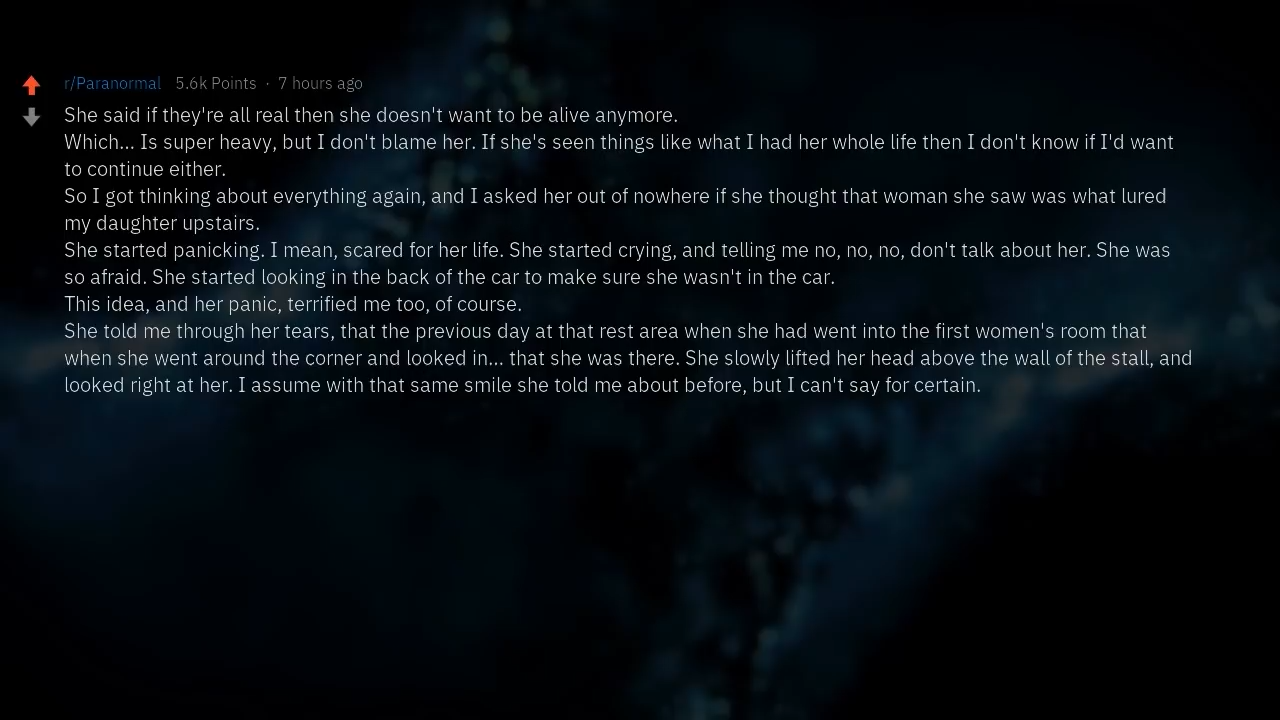 r/Paranormal 5.6k Points · 7 hours ago
She said if they're all real then she doesn't want to be alive anymore.
Which... Is super heavy, but I don't blame her. If she's seen things like what I had her whole life then I don't know if I'd want
to continue either.
So I got thinking about everything again, and I asked her out of nowhere if she thought that woman she saw was what lured
my daughter upstairs.
She started panicking. I mean, scared for her life. She started crying, and telling me no, no, no, don't talk about her. She was
so afraid. She started looking in the back of the car to make sure she wasn't in the car.
This idea, and her panic, terrified me too, of course.
She told me through her tears, that the previous day at that rest area when she had went into the first women's room that
when she went around the corner and looked in... that she was there. She slowly lifted her head above the wall of the stall, and
looked right at her. I assume with that same smile she told me about before, but I can't say for certain.